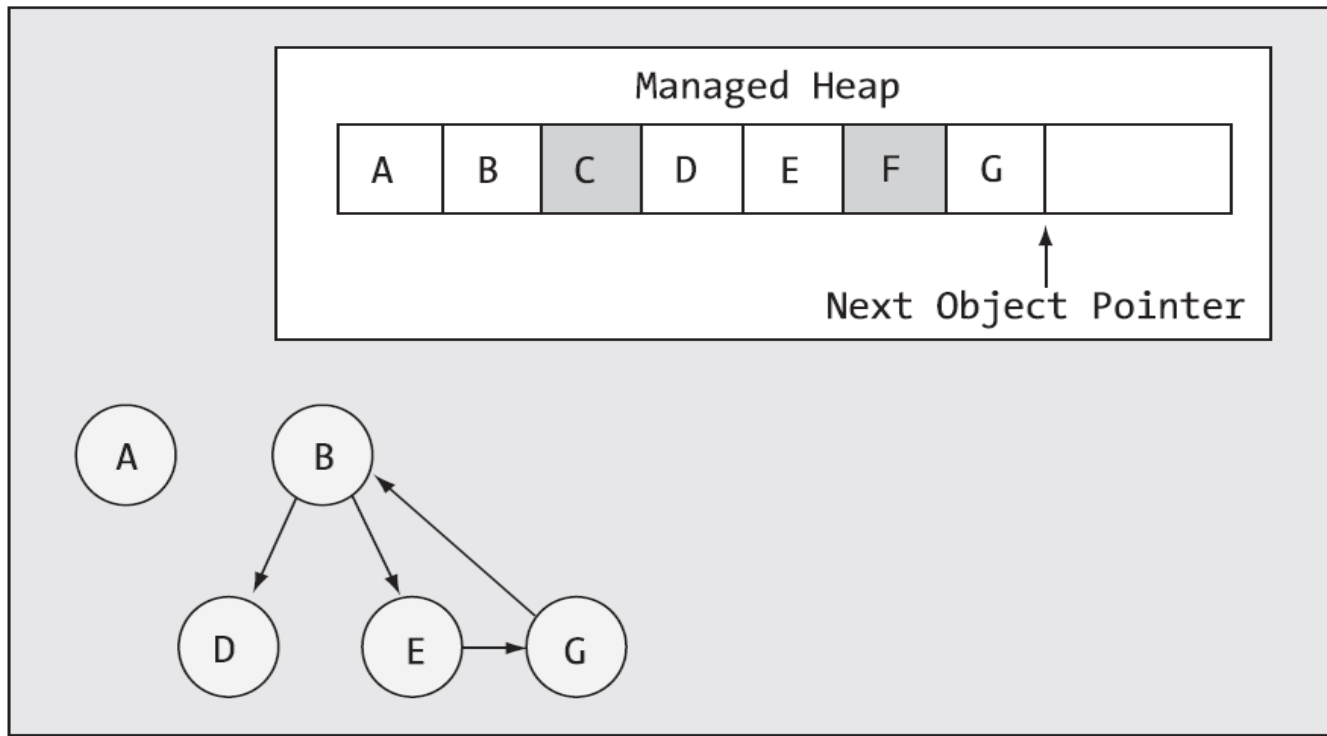 Managed Heap
A B C D E F G
Next Object Pointer
A B
D E G